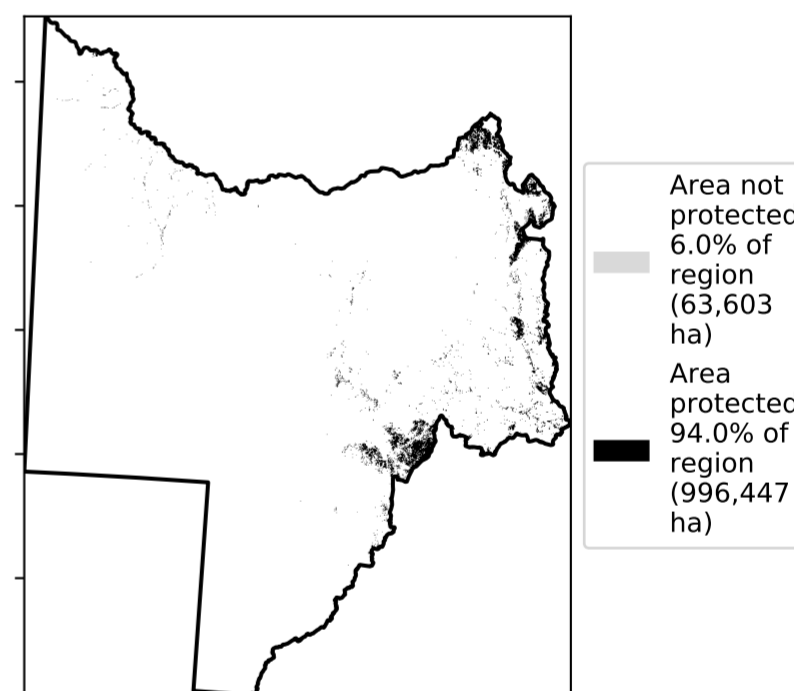 Area not
protected
6.0% of
region
(63,603
ha)
Area
protected
94.0% of
region
(996,447
ha)